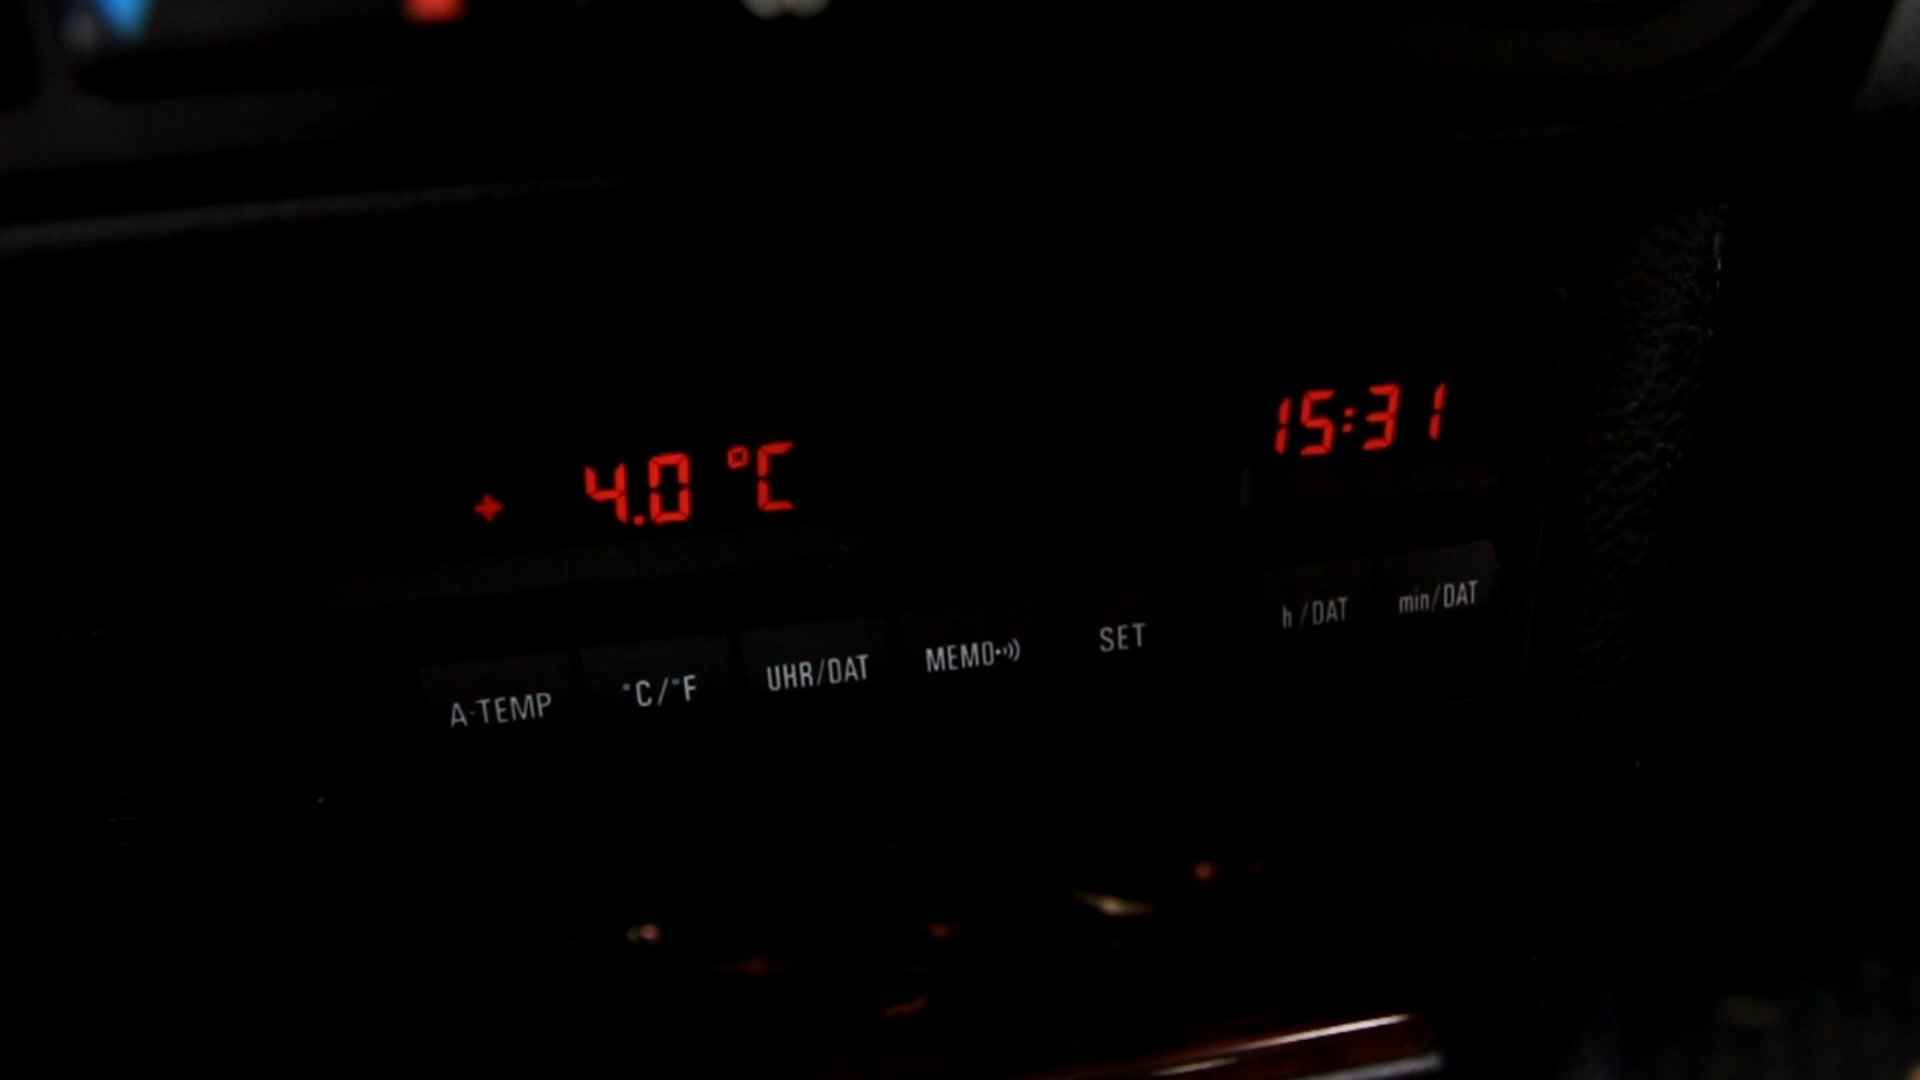 + 4.0 °C 15:31
A-TEMP °C/°F UHR/DAT MEMO SET h/DAT min/DAT